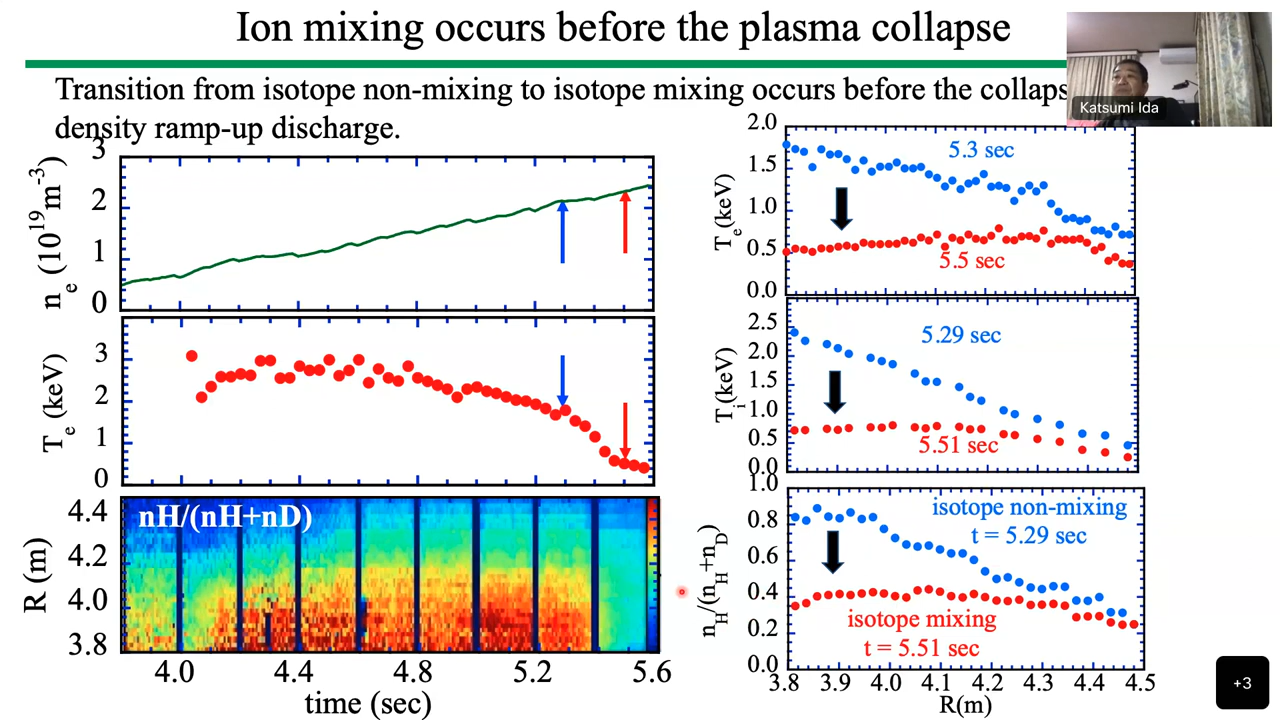 Ion mixing occurs before the plasma collapse
Transition from isotope non-mixing to isotope mixing occurs before the collaps
density ramp-up discharge.
Katsumi Ida
3
2
1
0
n_e (10^19 m^-3)
3
2
1
0
T_e (keV)
nH/(nH+nD)
4.4
4.2
4.0
3.8
R (m)
4.0 4.4 4.8 5.2 5.6
time (sec)
2.0
1.5
1.0
0.5
0.0
T_e(keV)
5.3 sec
5.5 sec
2.5
2.0
1.5
1.0
0.5
0.0
T_i(keV)
5.29 sec
5.51 sec
1.0
0.8
0.6
0.4
0.2
0.0
n_H/(n_H+n_D)
isotope non-mixing
t = 5.29 sec
isotope mixing
t = 5.51 sec
3.8 3.9 4.0 4.1 4.2 4.3 4.4 4.5
R(m)
+3